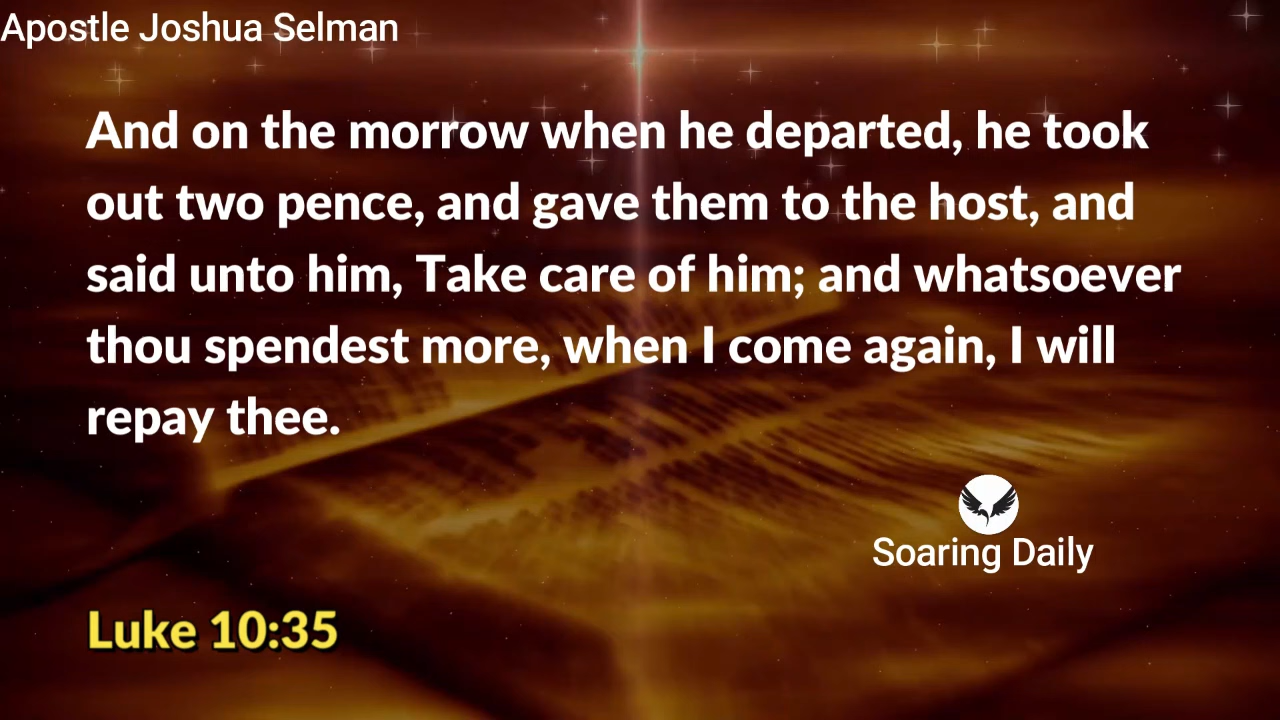 Apostle Joshua Selman
And on the morrow when he departed, he took
out two pence, and gave them to the host, and
said unto him, Take care of him; and whatsoever
thou spendest more, when I come again, I will
repay thee.
Soaring Daily
Luke 10:35